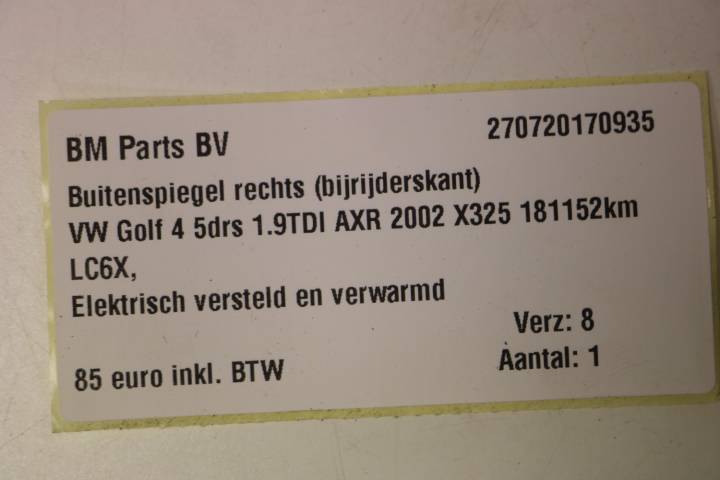 BM Parts BV
270720170935
Buitenspiegel rechts (bijrijderskant)
VW Golf 4 5drs 1.9TDI AXR 2002 X325 181152km
LC6X,
Elektrisch versteld en verwarmd
Verz: 8
85 euro inkl. BTW
Aantal: 1